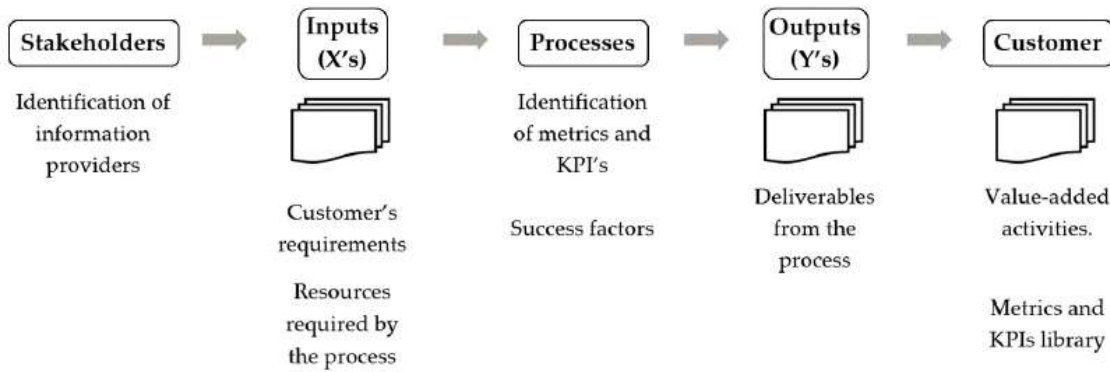 Stakeholders
Inputs
(X's)
Processes
Outputs
(Y's)
Customer
Identification of
information
providers
Customer's
requirements
Resources
required by
the process
Identification
of metrics and
KPI's
Success factors
Deliverables
from the
process
Value-added
activities.
Metrics and
KPIs library